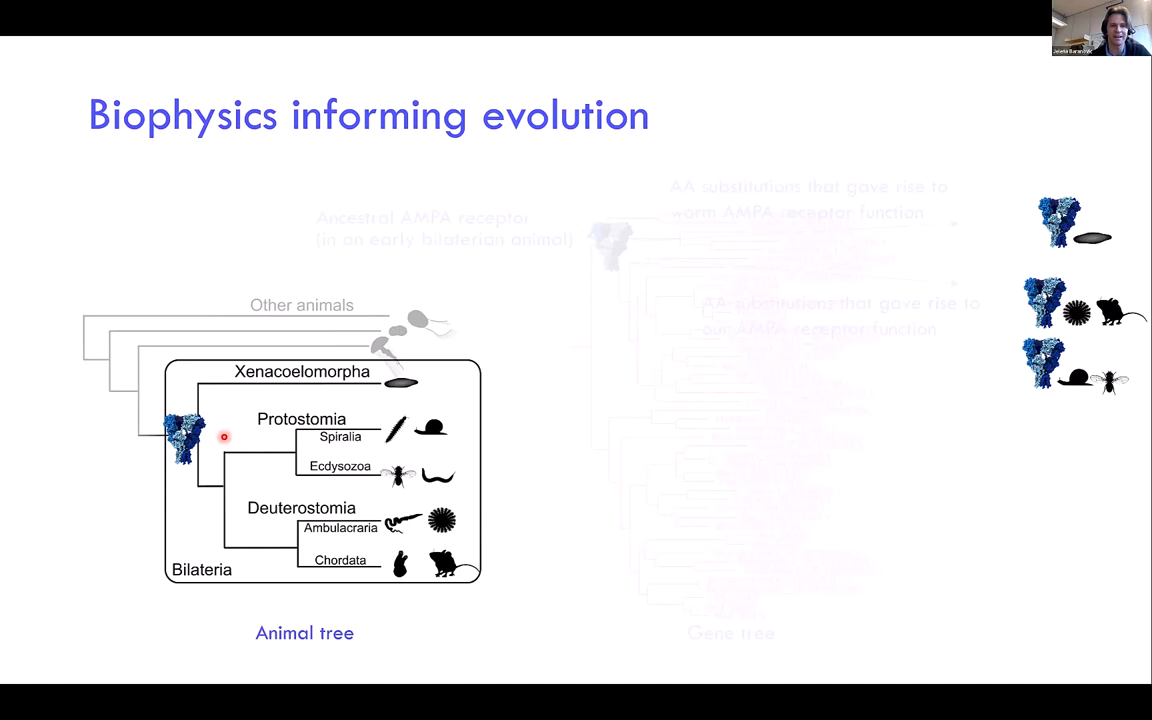 Jelena Baranovic
Biophysics informing evolution
AA substitutions that gave rise to
worm AMPA receptor function
Ancestral AMPA receptor
(in an early bilaterian animal)
AA substitutions that gave rise to
our AMPA receptor function
Other animals
Xenacoelomorpha
Protostomia
Spiralia
Ecdysozoa
Deuterostomia
Ambulacraria
Chordata
Bilateria
Animal tree
Gene tree